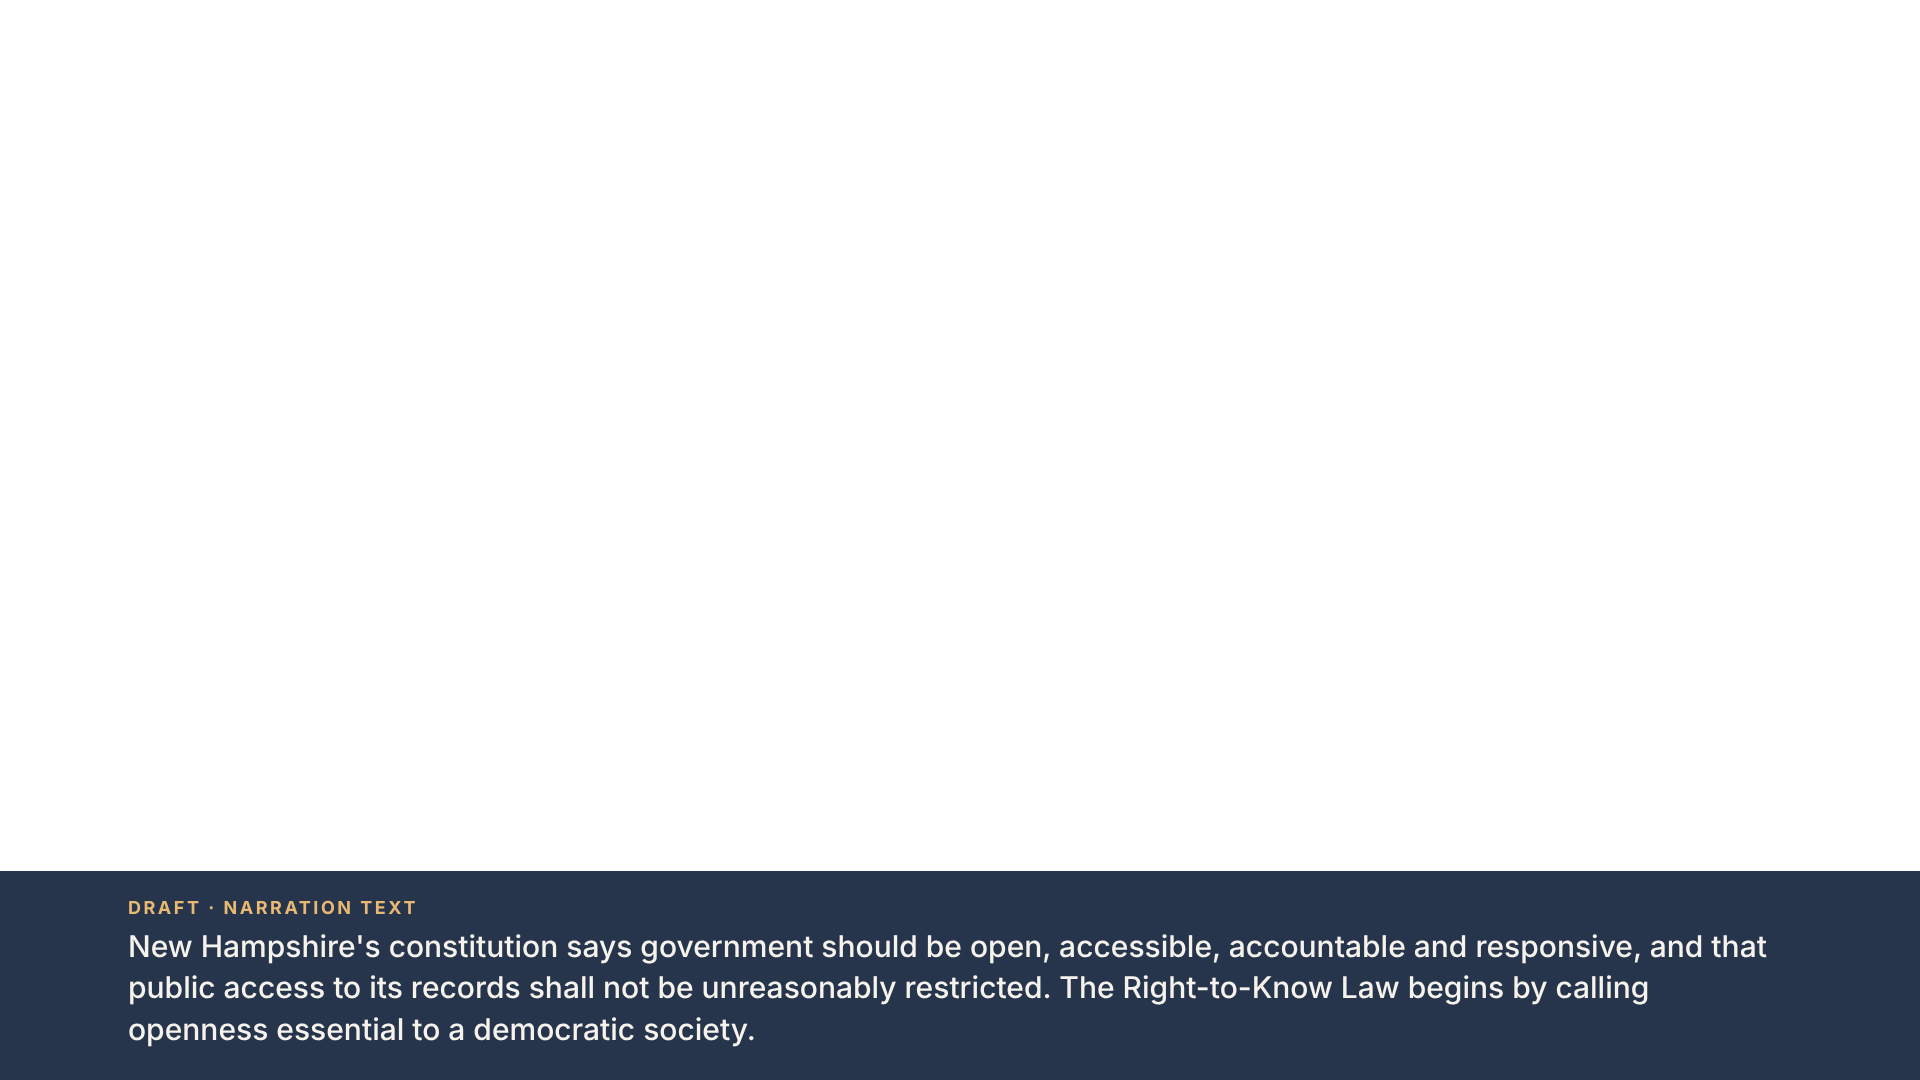 DRAFT · NARRATION TEXT
New Hampshire's constitution says government should be open, accessible, accountable and responsive, and that
public access to its records shall not be unreasonably restricted. The Right-to-Know Law begins by calling
openness essential to a democratic society.